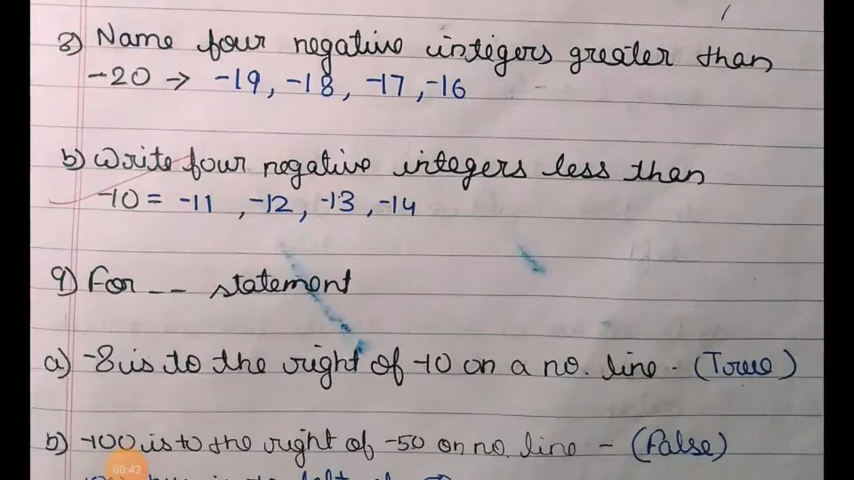 8) Name four negative integers greater than
-20 → -19, -18, -17, -16
b) Write four negative integers less than
-10 = -11 , -12, -13, -14
9) For -- statement
a) -8 is to the right of -10 on a no. line - (True)
b) -100 is to the right of -50 on no. line - (False)
00:43